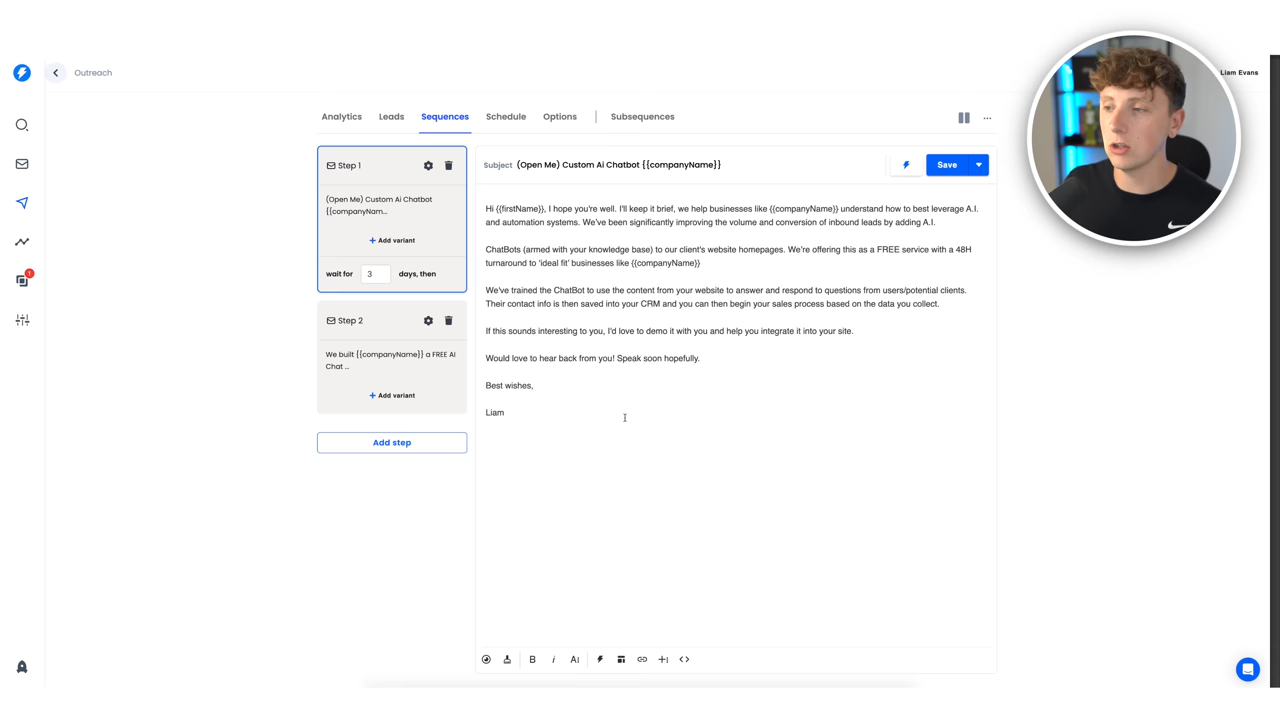 Outreach
Liam Evans
Analytics
Leads
Sequences
Schedule
Options
Subsequences
Step 1
(Open Me) Custom Ai Chatbot
{{companyNam...
+ Add variant
wait for 3 days, then
Step 2
We built {{companyName}} a FREE AI
Chat ...
+ Add variant
Add step
Subject (Open Me) Custom Ai Chatbot {{companyName}}
Save
Hi {{firstName}}, I hope you're well. I'll keep it brief, we help businesses like {{companyName}} understand how to best leverage A.I.
and automation systems. We've been significantly improving the volume and conversion of inbound leads by adding A.I.
ChatBots (armed with your knowledge base) to our client's website homepages. We're offering this as a FREE service with a 48H
turnaround to 'ideal fit' businesses like {{companyName}}
We've trained the ChatBot to use the content from your website to answer and respond to questions from users/potential clients.
Their contact info is then saved into your CRM and you can then begin your sales process based on the data you collect.
If this sounds interesting to you, I'd love to demo it with you and help you integrate it into your site.
Would love to hear back from you! Speak soon hopefully.
Best wishes,
Liam